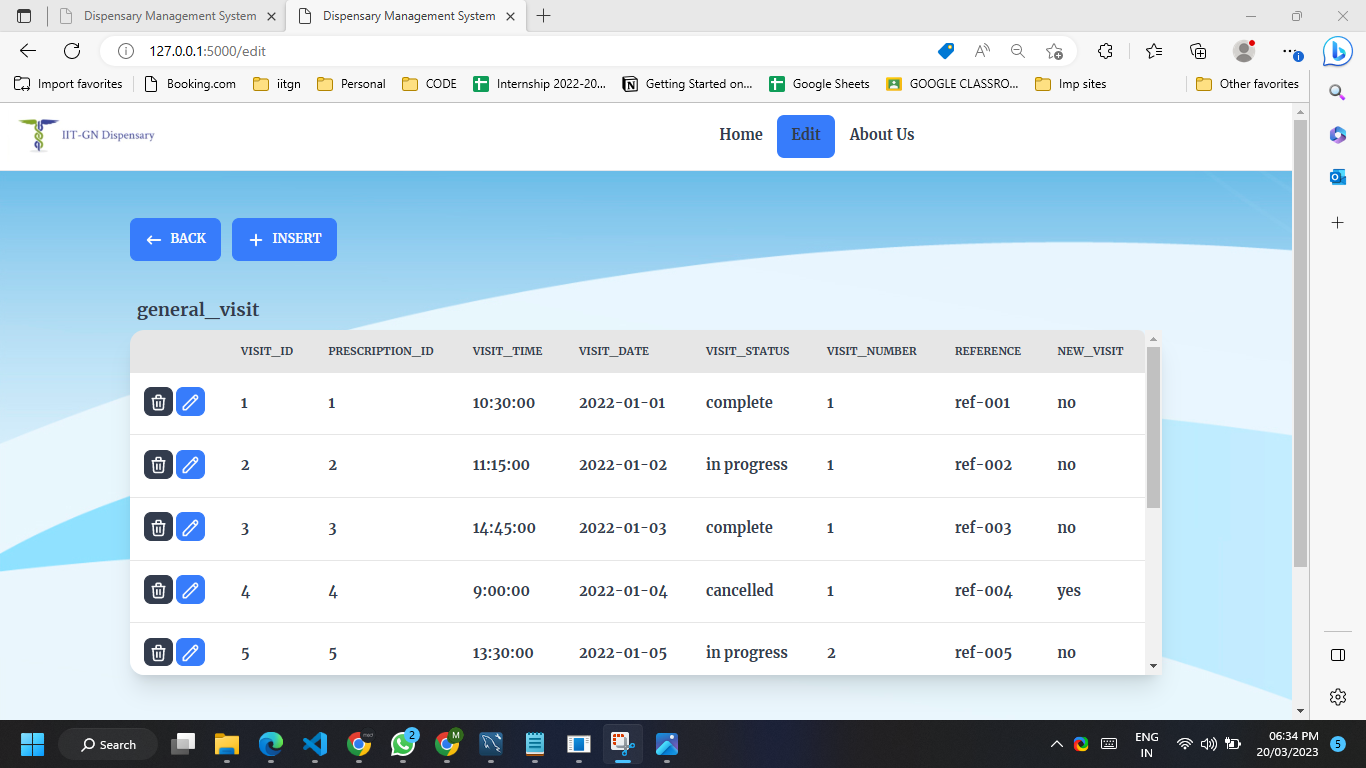 Dispensary Management System
Dispensary Management System
127.0.0.1:5000/edit
Import favorites
Booking.com
iitgn
Personal
CODE
Internship 2022-20...
Getting Started on...
Google Sheets
GOOGLE CLASSRO...
Imp sites
Other favorites
IIT-GN Dispensary
Home
Edit
About Us
BACK
INSERT
general_visit
VISIT_ID PRESCRIPTION_ID VISIT_TIME VISIT_DATE VISIT_STATUS VISIT_NUMBER REFERENCE NEW_VISIT
1 1 10:30:00 2022-01-01 complete 1 ref-001 no
2 2 11:15:00 2022-01-02 in progress 1 ref-002 no
3 3 14:45:00 2022-01-03 complete 1 ref-003 no
4 4 9:00:00 2022-01-04 cancelled 1 ref-004 yes
5 5 13:30:00 2022-01-05 in progress 2 ref-005 no
Search
2
M
ENG
IN
06:34 PM
20/03/2023
5